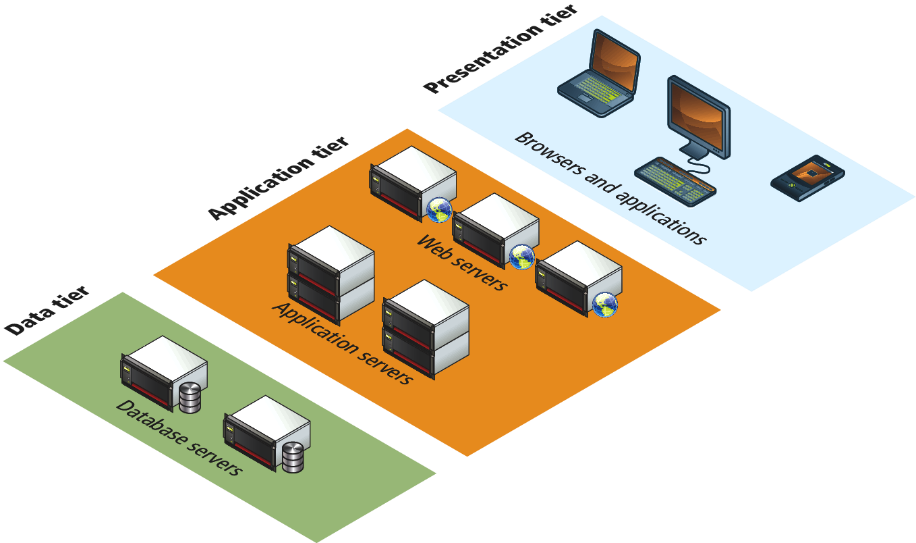 Presentation tier
Browsers and applications
Application tier
Web servers
Application servers
Data tier
Database servers